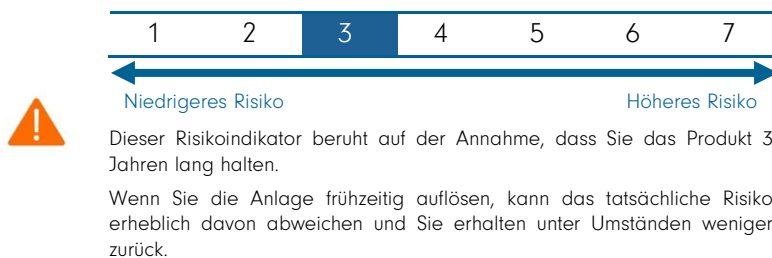 1 2 3 4 5 6 7
Niedrigeres Risiko Höheres Risiko
Dieser Risikoindikator beruht auf der Annahme, dass Sie das Produkt 3
Jahren lang halten.
Wenn Sie die Anlage frühzeitig auflösen, kann das tatsächliche Risiko
erheblich davon abweichen und Sie erhalten unter Umständen weniger
zurück.